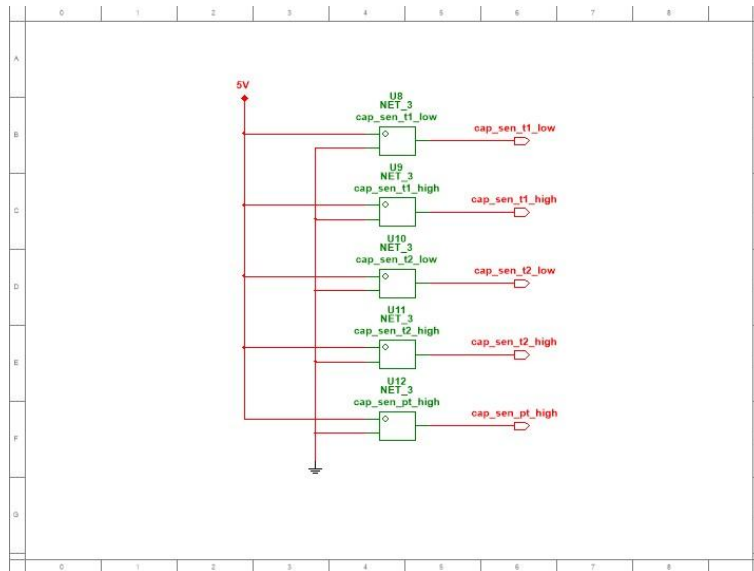 0 1 2 3 4 5 6 7 8
A
5V
U8
NET_3
cap_sen_t1_low
cap_sen_t1_low
B
U9
NET_3
cap_sen_t1_high
cap_sen_t1_high
C
U10
NET_3
cap_sen_t2_low
cap_sen_t2_low
D
U11
NET_3
cap_sen_t2_high
cap_sen_t2_high
E
U12
NET_3
cap_sen_pt_high
cap_sen_pt_high
F
G
0 1 2 3 4 5 6 7 8